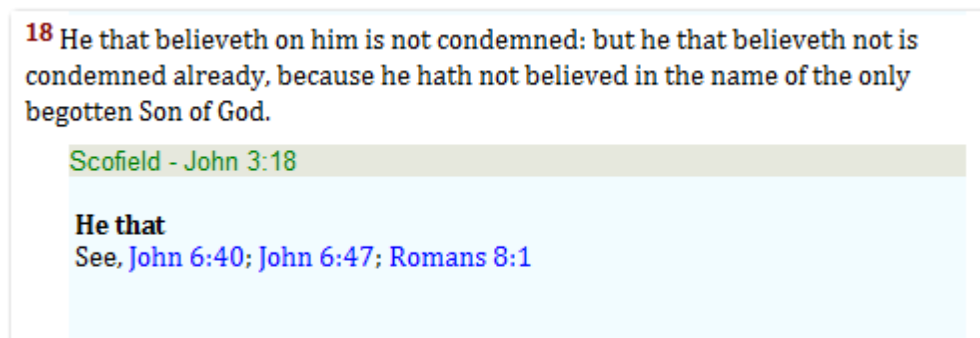 18 He that believeth on him is not condemned: but he that believeth not is
condemned already, because he hath not believed in the name of the only
begotten Son of God.
Scofield - John 3:18
He that
See, John 6:40; John 6:47; Romans 8:1